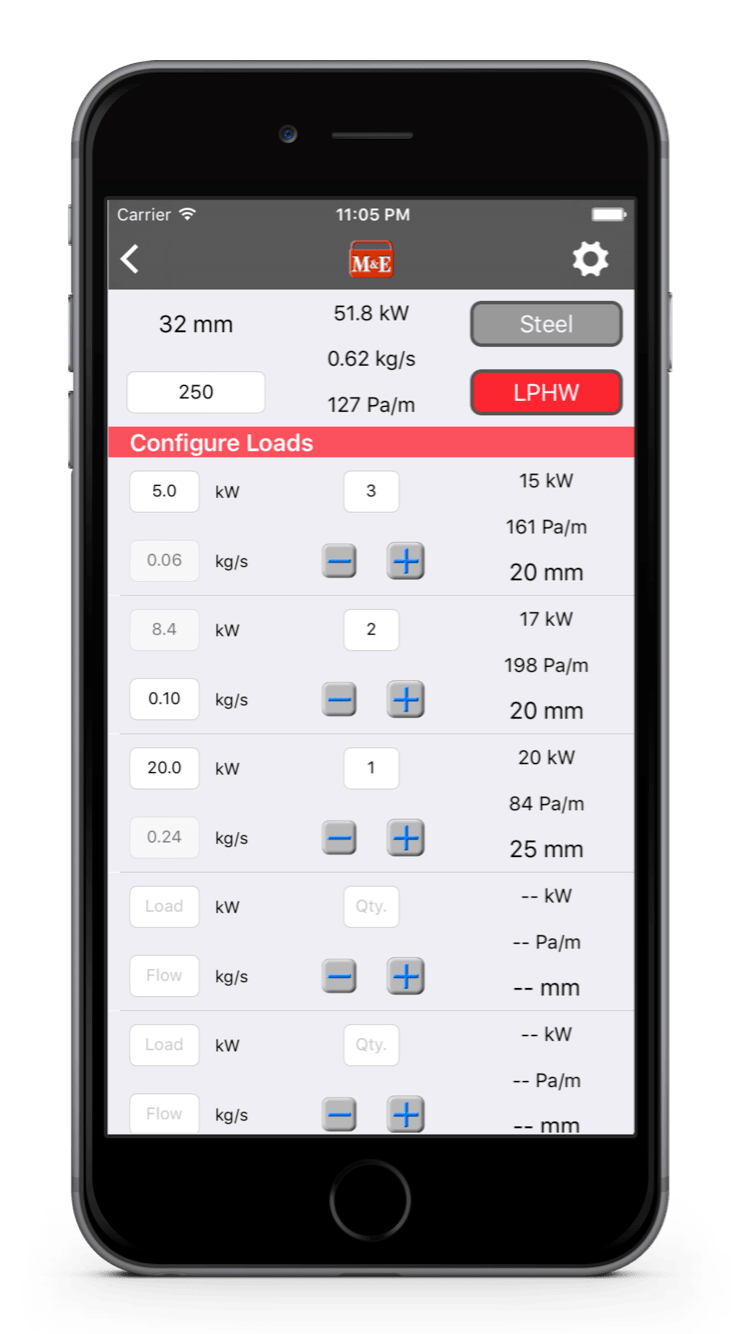 Carrier 11:05 PM
M&E
32 mm 51.8 kW Steel
0.62 kg/s
250 127 Pa/m LPHW
Configure Loads
5.0 kW 3 15 kW
161 Pa/m
0.06 kg/s 20 mm
8.4 kW 2 17 kW
198 Pa/m
0.10 kg/s 20 mm
20.0 kW 1 20 kW
84 Pa/m
0.24 kg/s 25 mm
Load kW Qty. -- kW
-- Pa/m
Flow kg/s -- mm
Load kW Qty. -- kW
-- Pa/m
Flow kg/s -- mm